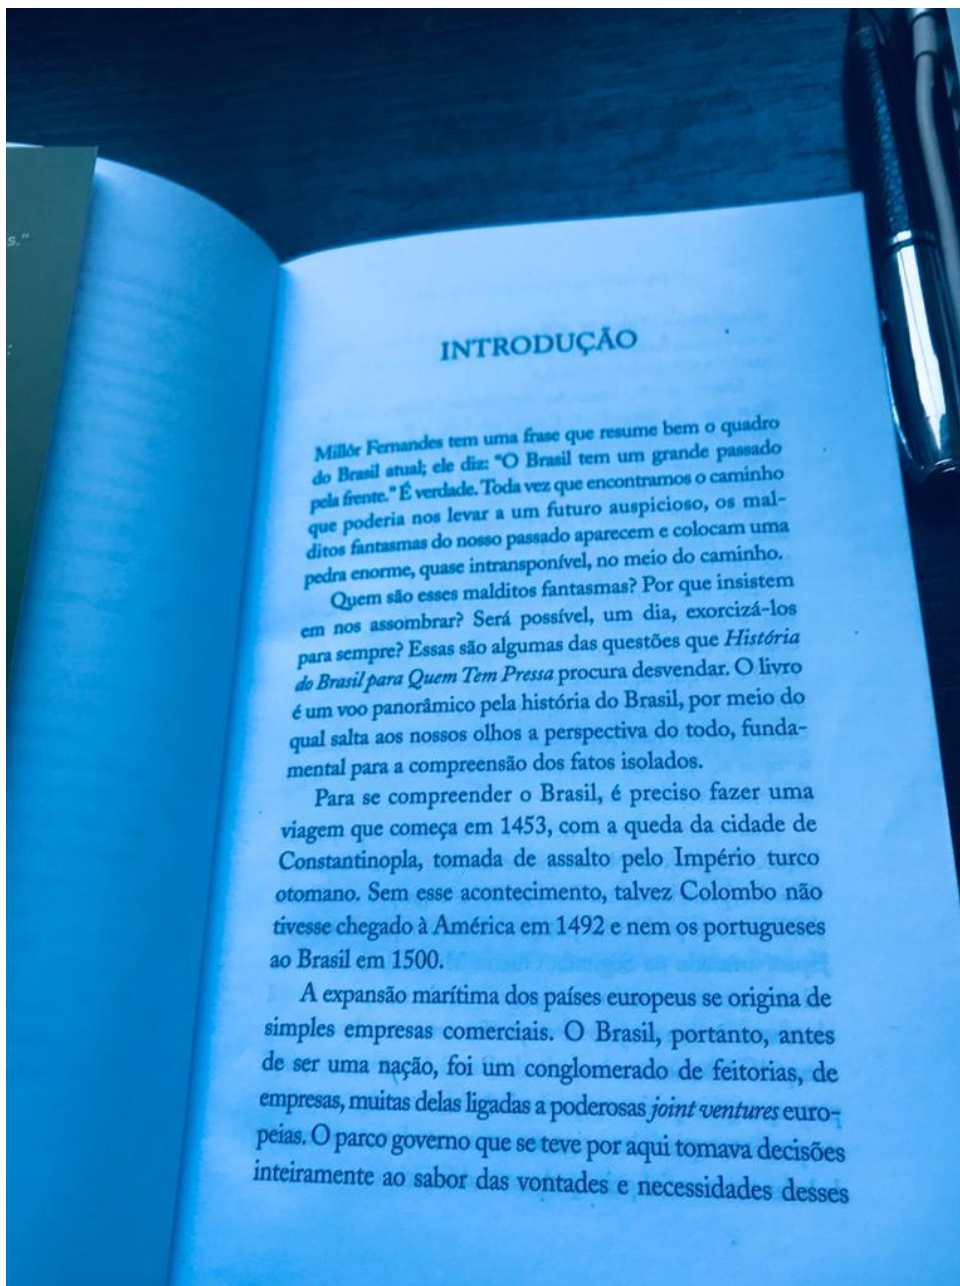 s."
:
INTRODUÇÃO
Millôr Fernandes tem uma frase que resume bem o quadro
do Brasil atual; ele diz: "O Brasil tem um grande passado
pela frente." É verdade. Toda vez que encontramos o caminho
que poderia nos levar a um futuro auspicioso, os mal-
ditos fantasmas do nosso passado aparecem e colocam uma
pedra enorme, quase intransponível, no meio do caminho.
Quem são esses malditos fantasmas? Por que insistem
em nos assombrar? Será possível, um dia, exorcizá-los
para sempre? Essas são algumas das questões que História
do Brasil para Quem Tem Pressa procura desvendar. O livro
é um voo panorâmico pela história do Brasil, por meio do
qual salta aos nossos olhos a perspectiva do todo, funda-
mental para a compreensão dos fatos isolados.
Para se compreender o Brasil, é preciso fazer uma
viagem que começa em 1453, com a queda da cidade de
Constantinopla, tomada de assalto pelo Império turco
otomano. Sem esse acontecimento, talvez Colombo não
tivesse chegado à América em 1492 e nem os portugueses
ao Brasil em 1500.
A expansão marítima dos países europeus se origina de
simples empresas comerciais. O Brasil, portanto, antes
de ser uma nação, foi um conglomerado de feitorias, de
empresas, muitas delas ligadas a poderosas joint ventures euro-
peias. O parco governo que se teve por aqui tomava decisões
inteiramente ao sabor das vontades e necessidades desses